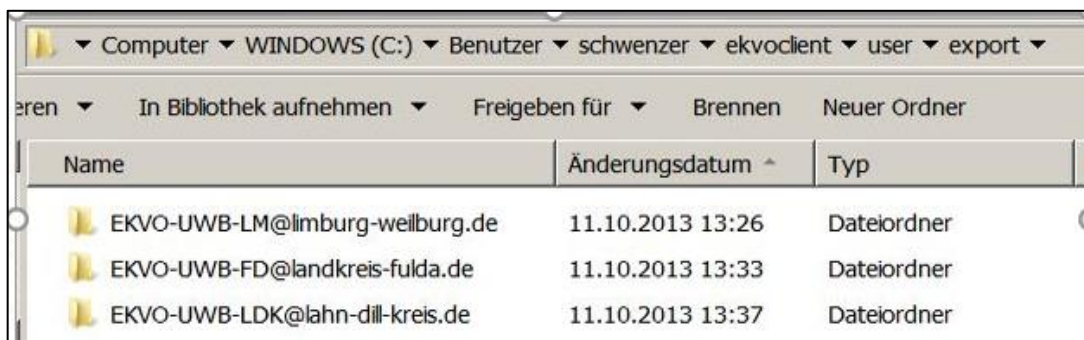 Computer WINDOWS (C:) Benutzer schwenzer ekvoclient user export
eren In Bibliothek aufnehmen Freigeben für Brennen Neuer Ordner
Name Änderungsdatum Typ
EKVO-UWB-LM@limburg-weilburg.de 11.10.2013 13:26 Dateiordner
EKVO-UWB-FD@landkreis-fulda.de 11.10.2013 13:33 Dateiordner
EKVO-UWB-LDK@lahn-dill-kreis.de 11.10.2013 13:37 Dateiordner